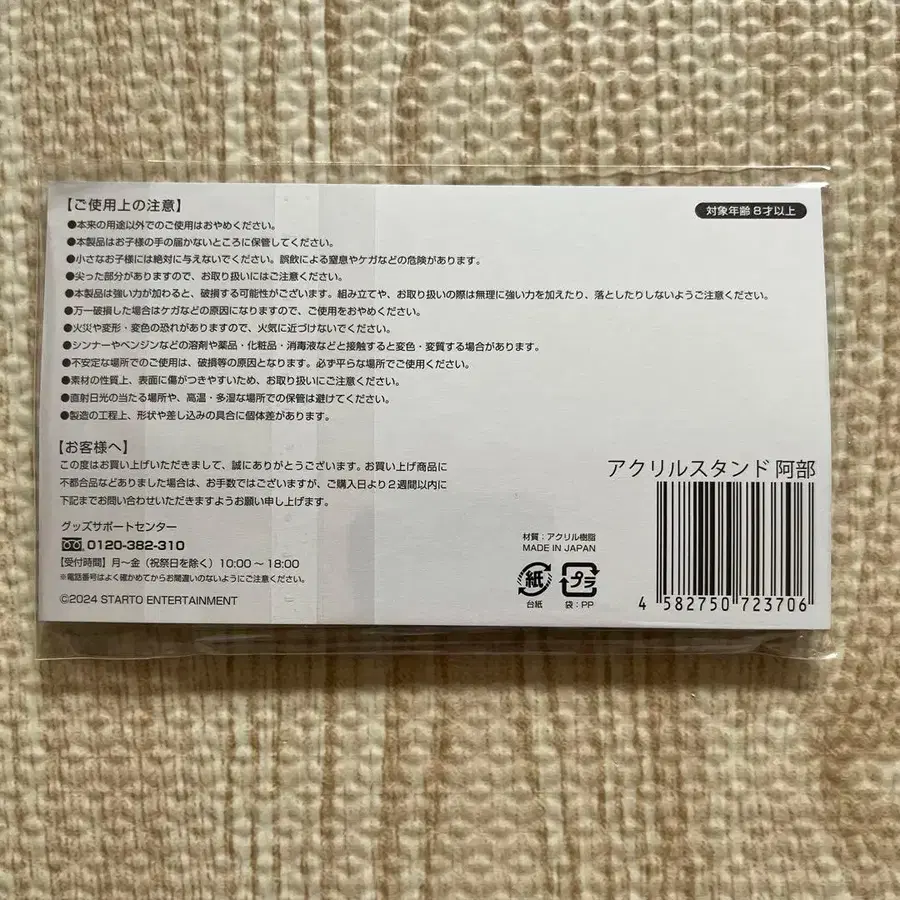 【ご使用上の注意】
対象年齢8才以上
●本来の用途以外でのご使用はおやめください。
●本製品はお子様の手の届かないところに保管してください。
●小さなお子様には絶対に与えないでください。誤飲による窒息やケガなどの危険があります。
●尖った部分がありますので、お取り扱いにはご注意ください。
●本製品は強い力が加わると、破損する可能性がございます。組み立てや、お取り扱いの際は無理に強い力を加えたり、落としたりしないようご注意ください。
●万一破損した場合はケガなどの原因になりますので、ご使用をおやめください。
●火災や変形・変色の恐れがありますので、火気に近づけないでください。
●シンナーやベンジンなどの溶剤や薬品・化粧品・消毒液などと接触すると変色・変質する場合があります。
●不安定な場所でのご使用は、破損等の原因となります。必ず平らな場所でご使用ください。
●素材の性質上、表面に傷がつきやすいため、お取り扱いにご注意ください。
●直射日光の当たる場所や、高温・多湿な場所での保管は避けてください。
●製造の工程上、形状や差し込みの具合に個体差があります。
【お客様へ】
この度はお買い上げいただきまして、誠にありがとうございます。お買い上げ商品に
不都合品などありました場合は、お手数ではございますが、ご購入日より2週間以内に
下記までお問い合わせいただきますようお願い申し上げます。
グッズサポートセンター
0120-382-310
【受付時間】月〜金（祝祭日を除く）10:00〜18:00
※電話番号はよく確かめてからお間違いのないようにご注意ください。
©2024 STARTO ENTERTAINMENT
アクリルスタンド 阿部
材質：アクリル樹脂
MADE IN JAPAN
紙 プラ
台紙 袋：PP
4 582750 723706